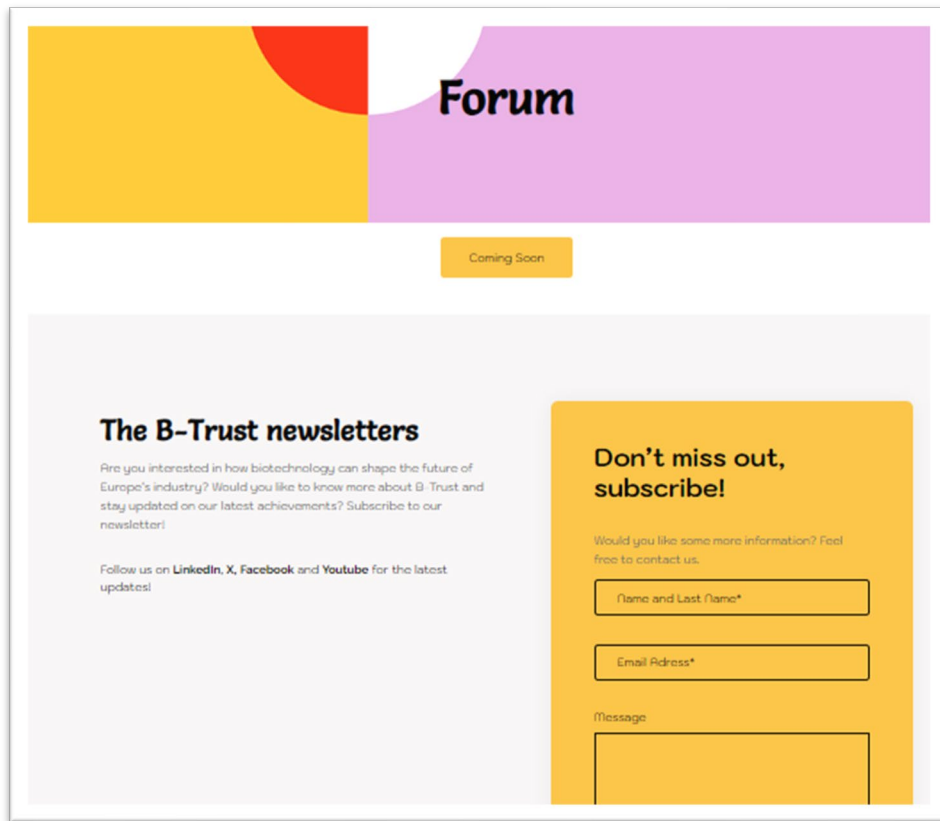 Forum
Coming Soon
The B-Trust newsletters
Are you interested in how biotechnology can shape the future of
Europe's industry? Would you like to know more about B-Trust and
stay updated on our latest achievements? Subscribe to our
newsletter!
Follow us on LinkedIn, X, Facebook and Youtube for the latest
updates!
Don't miss out,
subscribe!
Would you like some more information? Feel
free to contact us.
Name and Last Name*
Email Adress*
Message